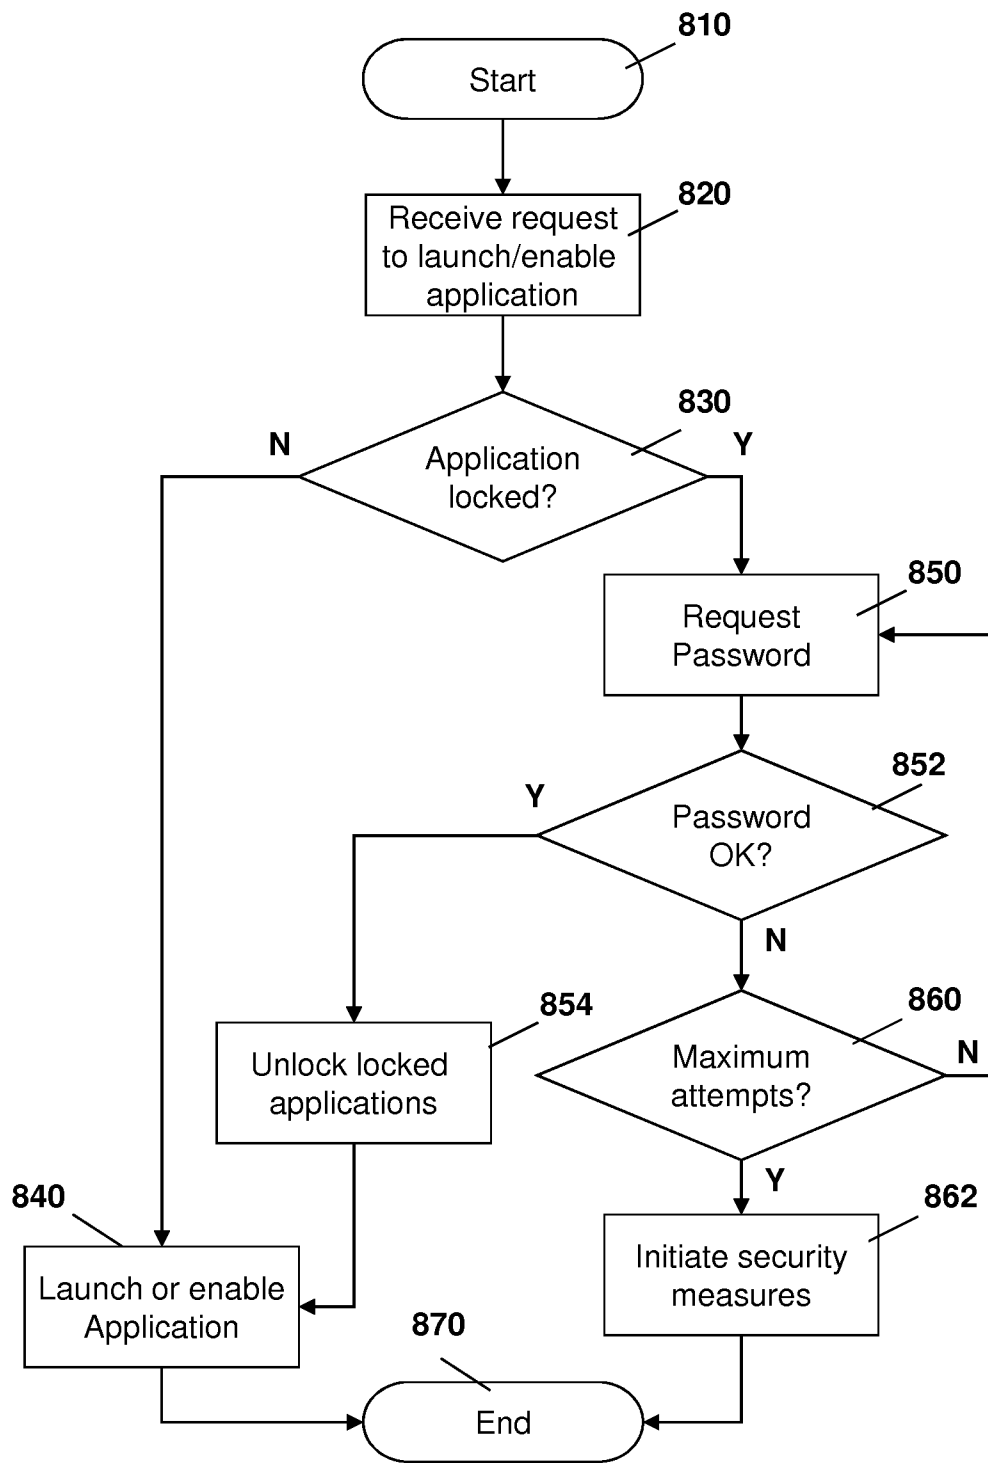 810
Start
820
Receive request
to launch/enable
application
830
N
Y
Application
locked?
850
Request
Password
852
Y
Password
OK?
N
854
860
N
Unlock locked
applications
Maximum
attempts?
Y
840
862
Launch or enable
Application
Initiate security
measures
870
End